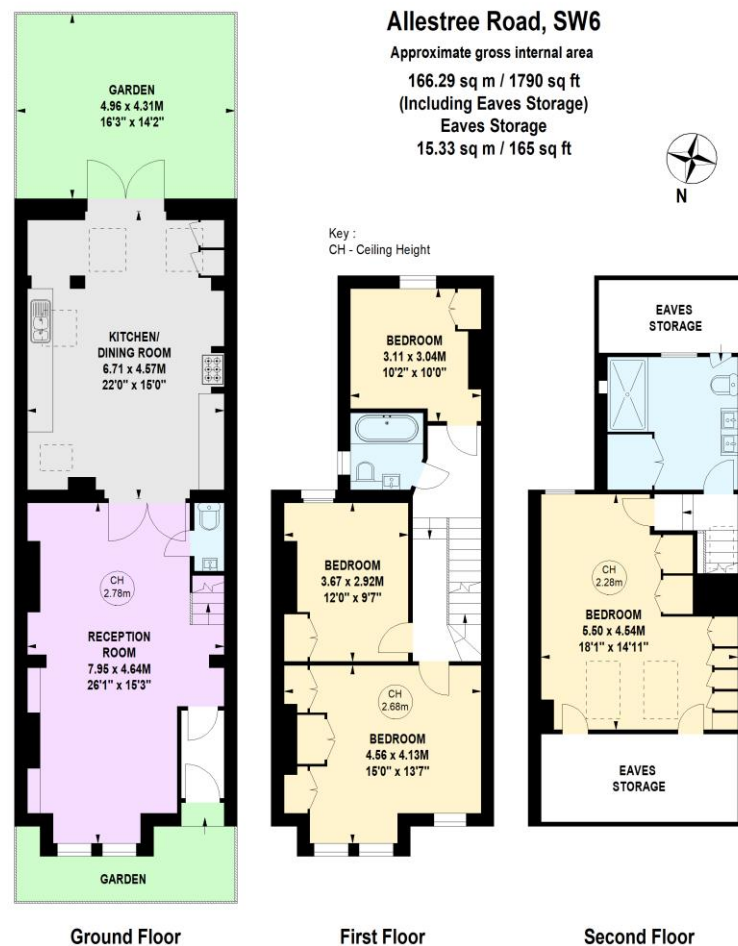 Allestree Road, SW6
Approximate gross internal area
166.29 sq m / 1790 sq ft
(Including Eaves Storage)
Eaves Storage
15.33 sq m / 165 sq ft
N
Key :
CH - Ceiling Height
GARDEN
4.96 x 4.31M
16'3" x 14'2"
KITCHEN/
DINING ROOM
6.71 x 4.57M
22'0" x 15'0"
CH
2.78m
RECEPTION
ROOM
7.95 x 4.64M
26'1" x 15'3"
GARDEN
Ground Floor
BEDROOM
3.11 x 3.04M
10'2" x 10'0"
BEDROOM
3.67 x 2.92M
12'0" x 9'7"
CH
2.68m
BEDROOM
4.56 x 4.13M
15'0" x 13'7"
First Floor
EAVES
STORAGE
CH
2.28m
BEDROOM
5.50 x 4.54M
18'1" x 14'11"
EAVES
STORAGE
Second Floor